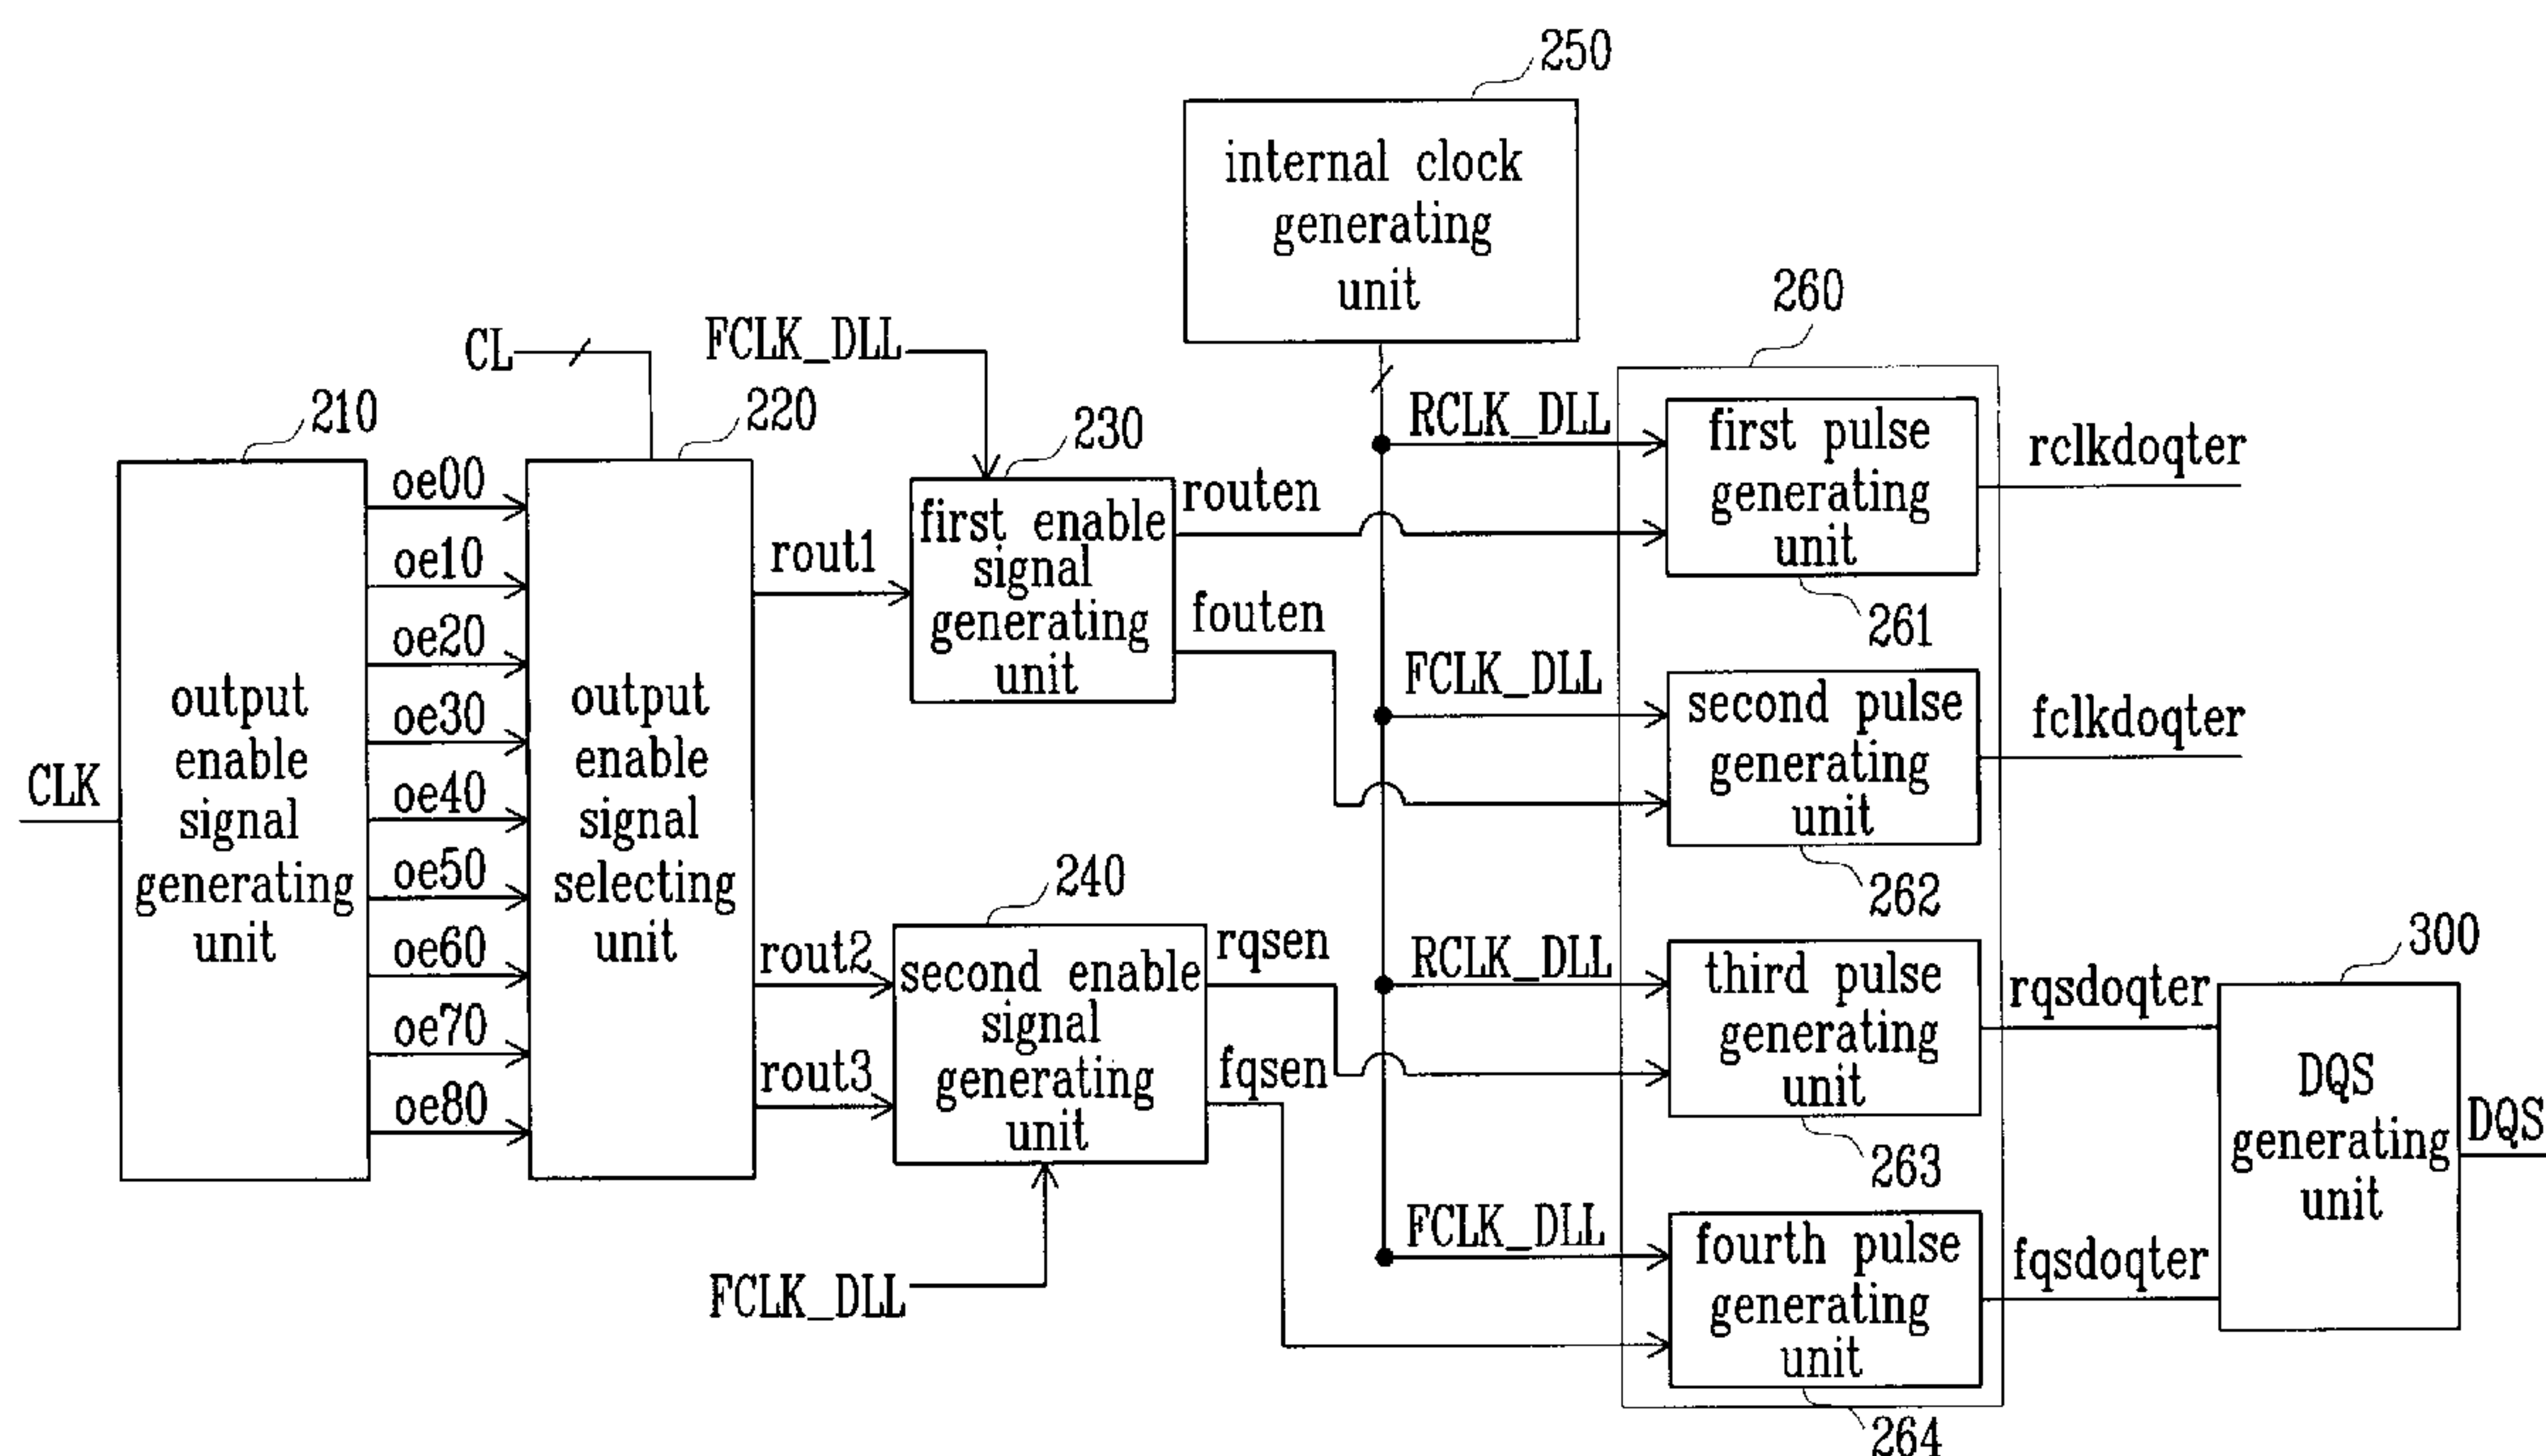 250
internal clock
generating
unit
260
CL
FCLK_DLL
210
220
230
RCLK_DLL
first pulse
generating
unit
rclkdoqter
261
oe00
oe10
oe20
oe30
oe40
oe50
oe60
oe70
oe80
CLK
output
enable
signal
generating
unit
output
enable
signal
selecting
unit
rout1
first enable
signal
generating
unit
routen
fouten
FCLK_DLL
second pulse
generating
unit
fclkdoqter
262
240
rout2
rout3
second enable
signal
generating
unit
rqsen
fqsen
FCLK_DLL
RCLK_DLL
third pulse
generating
unit
rqsdoqter
263
300
FCLK_DLL
fourth pulse
generating
unit
fqsdoqter
264
DQS
generating
unit
DQS